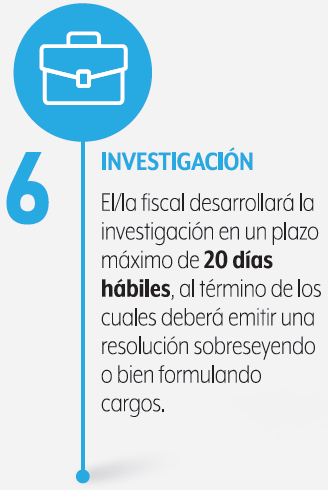 6
INVESTIGACIÓN
El/la fiscal desarrollará la
investigación en un plazo
máximo de 20 días
hábiles, al término de los
cuales deberá emitir una
resolución sobreseyendo
o bien formulando
cargos.